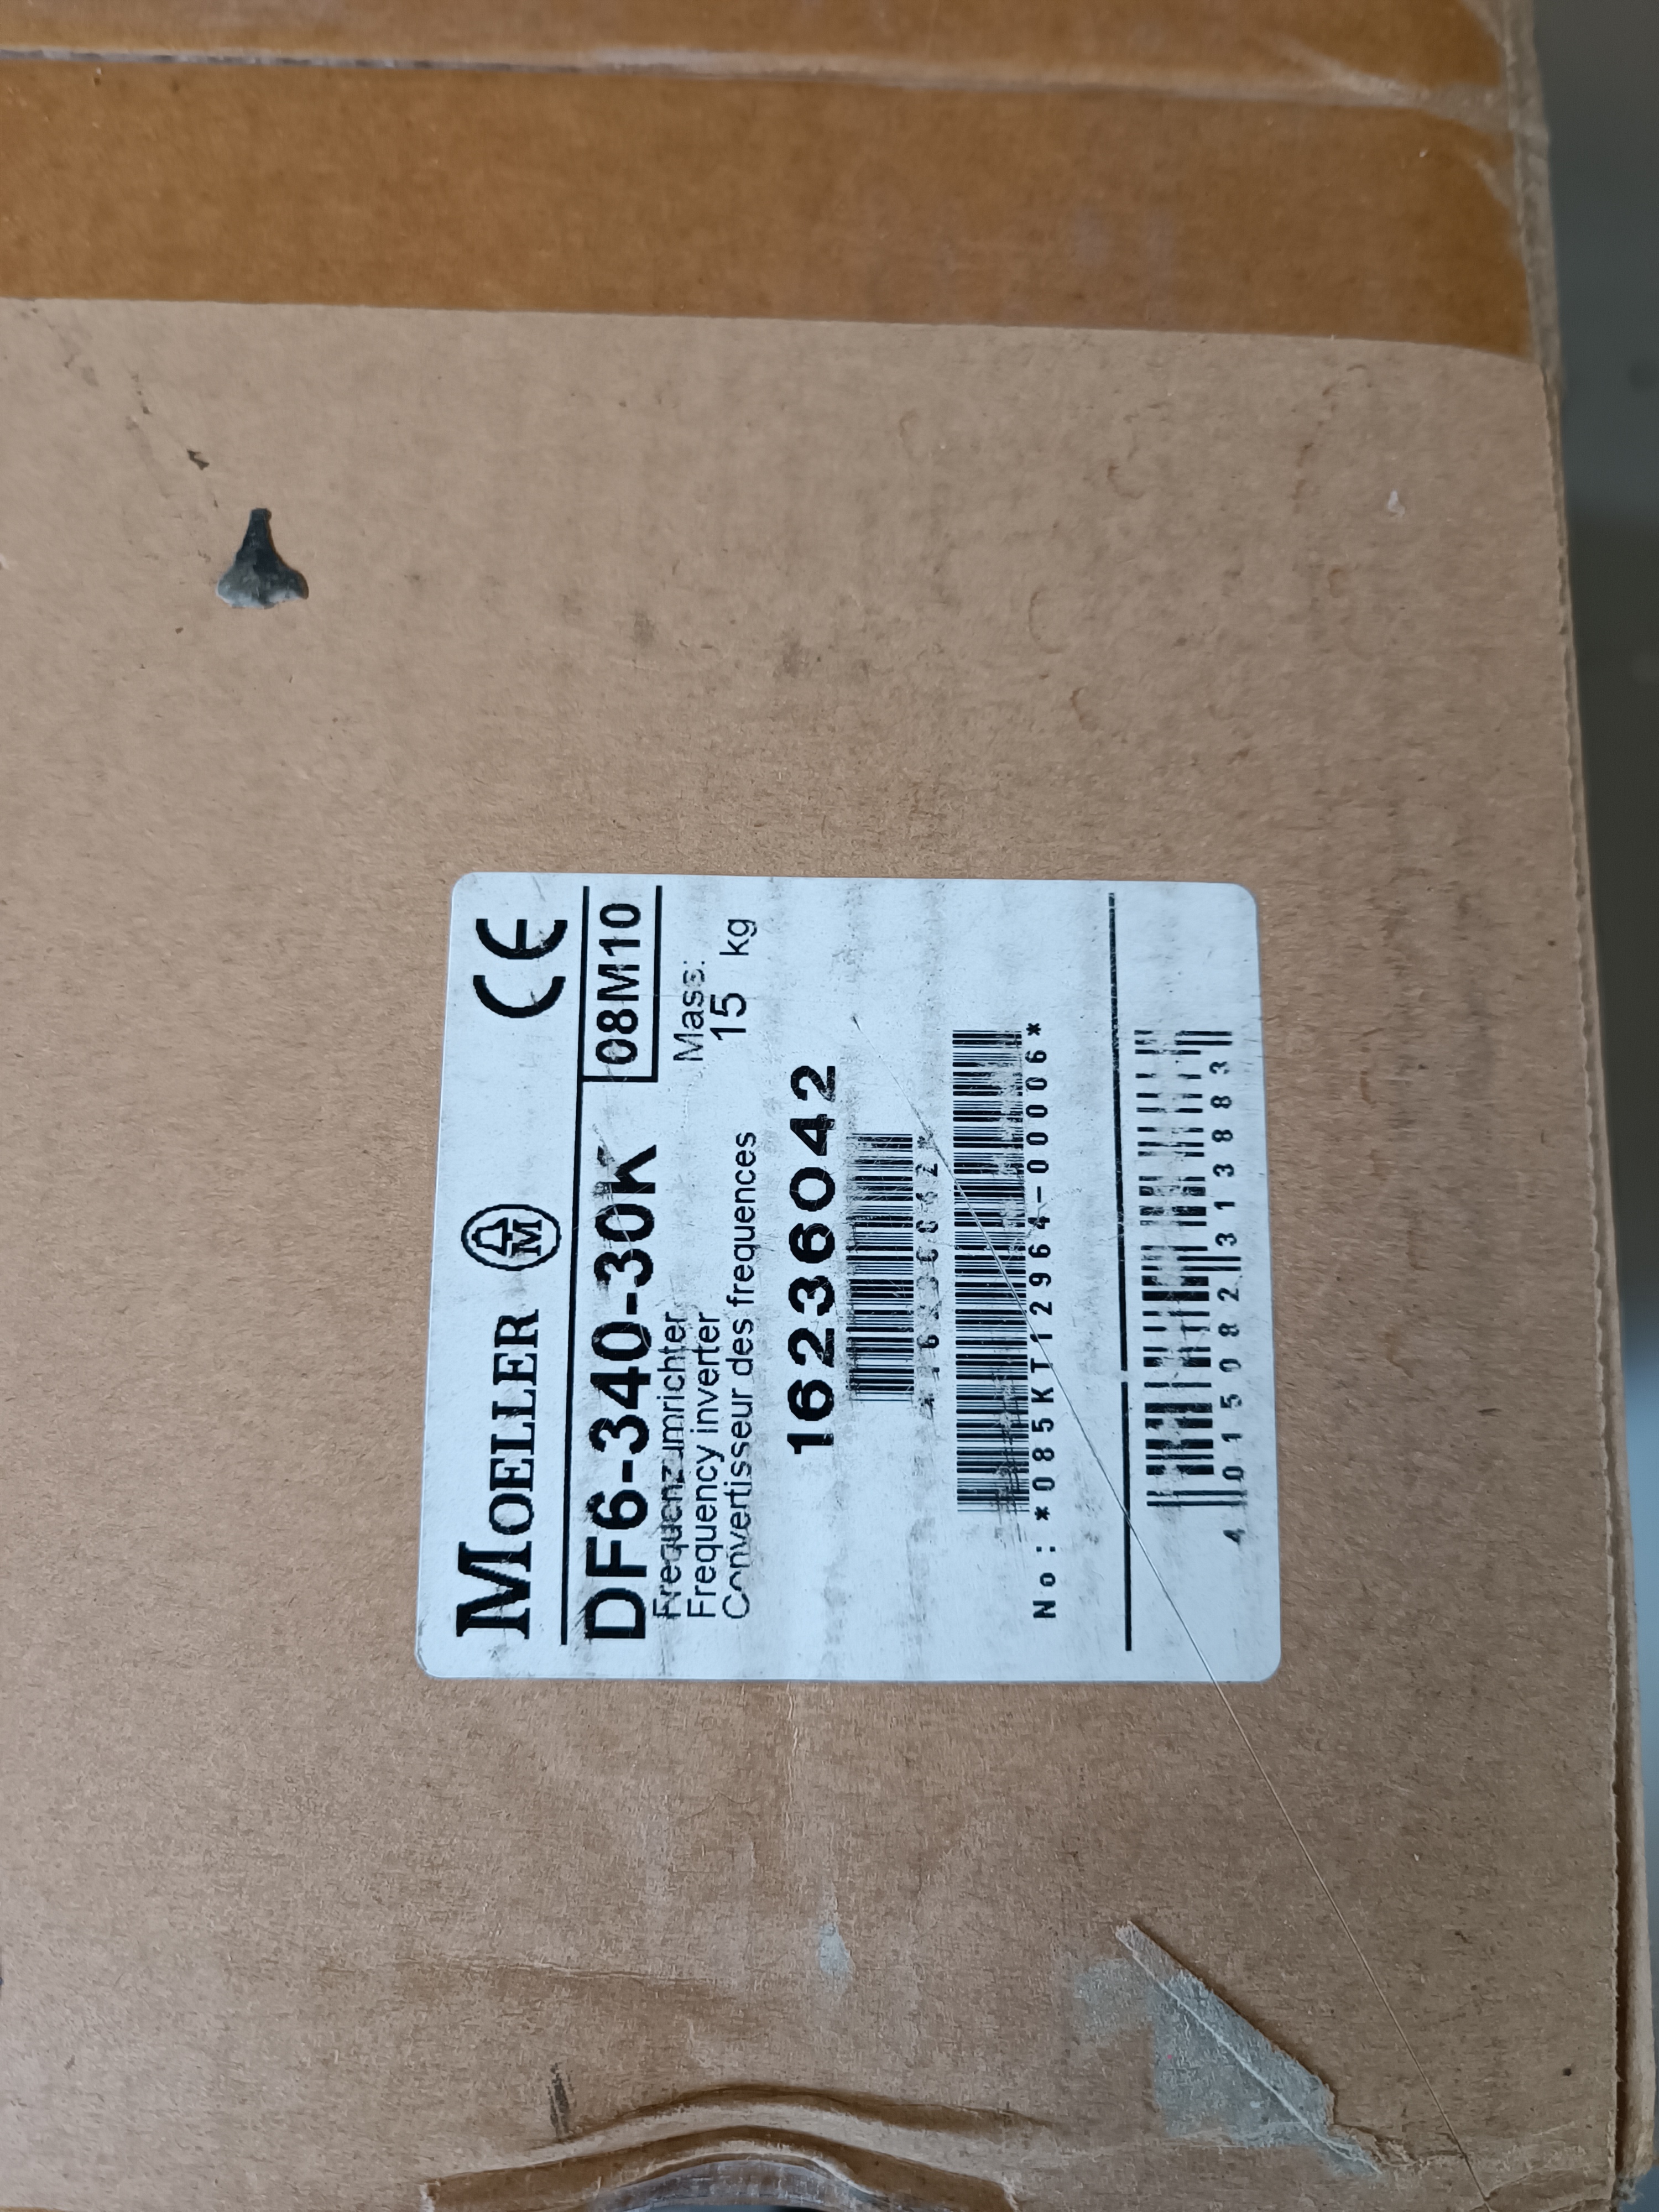 MOELLER
CE
DF6-340-30K
08M10
Frequenzumrichter
Frequency inverter
Convertisseur des frequences
Mass:
15 kg
16236042
No: *085KT12964-00006*
4 015082 313883